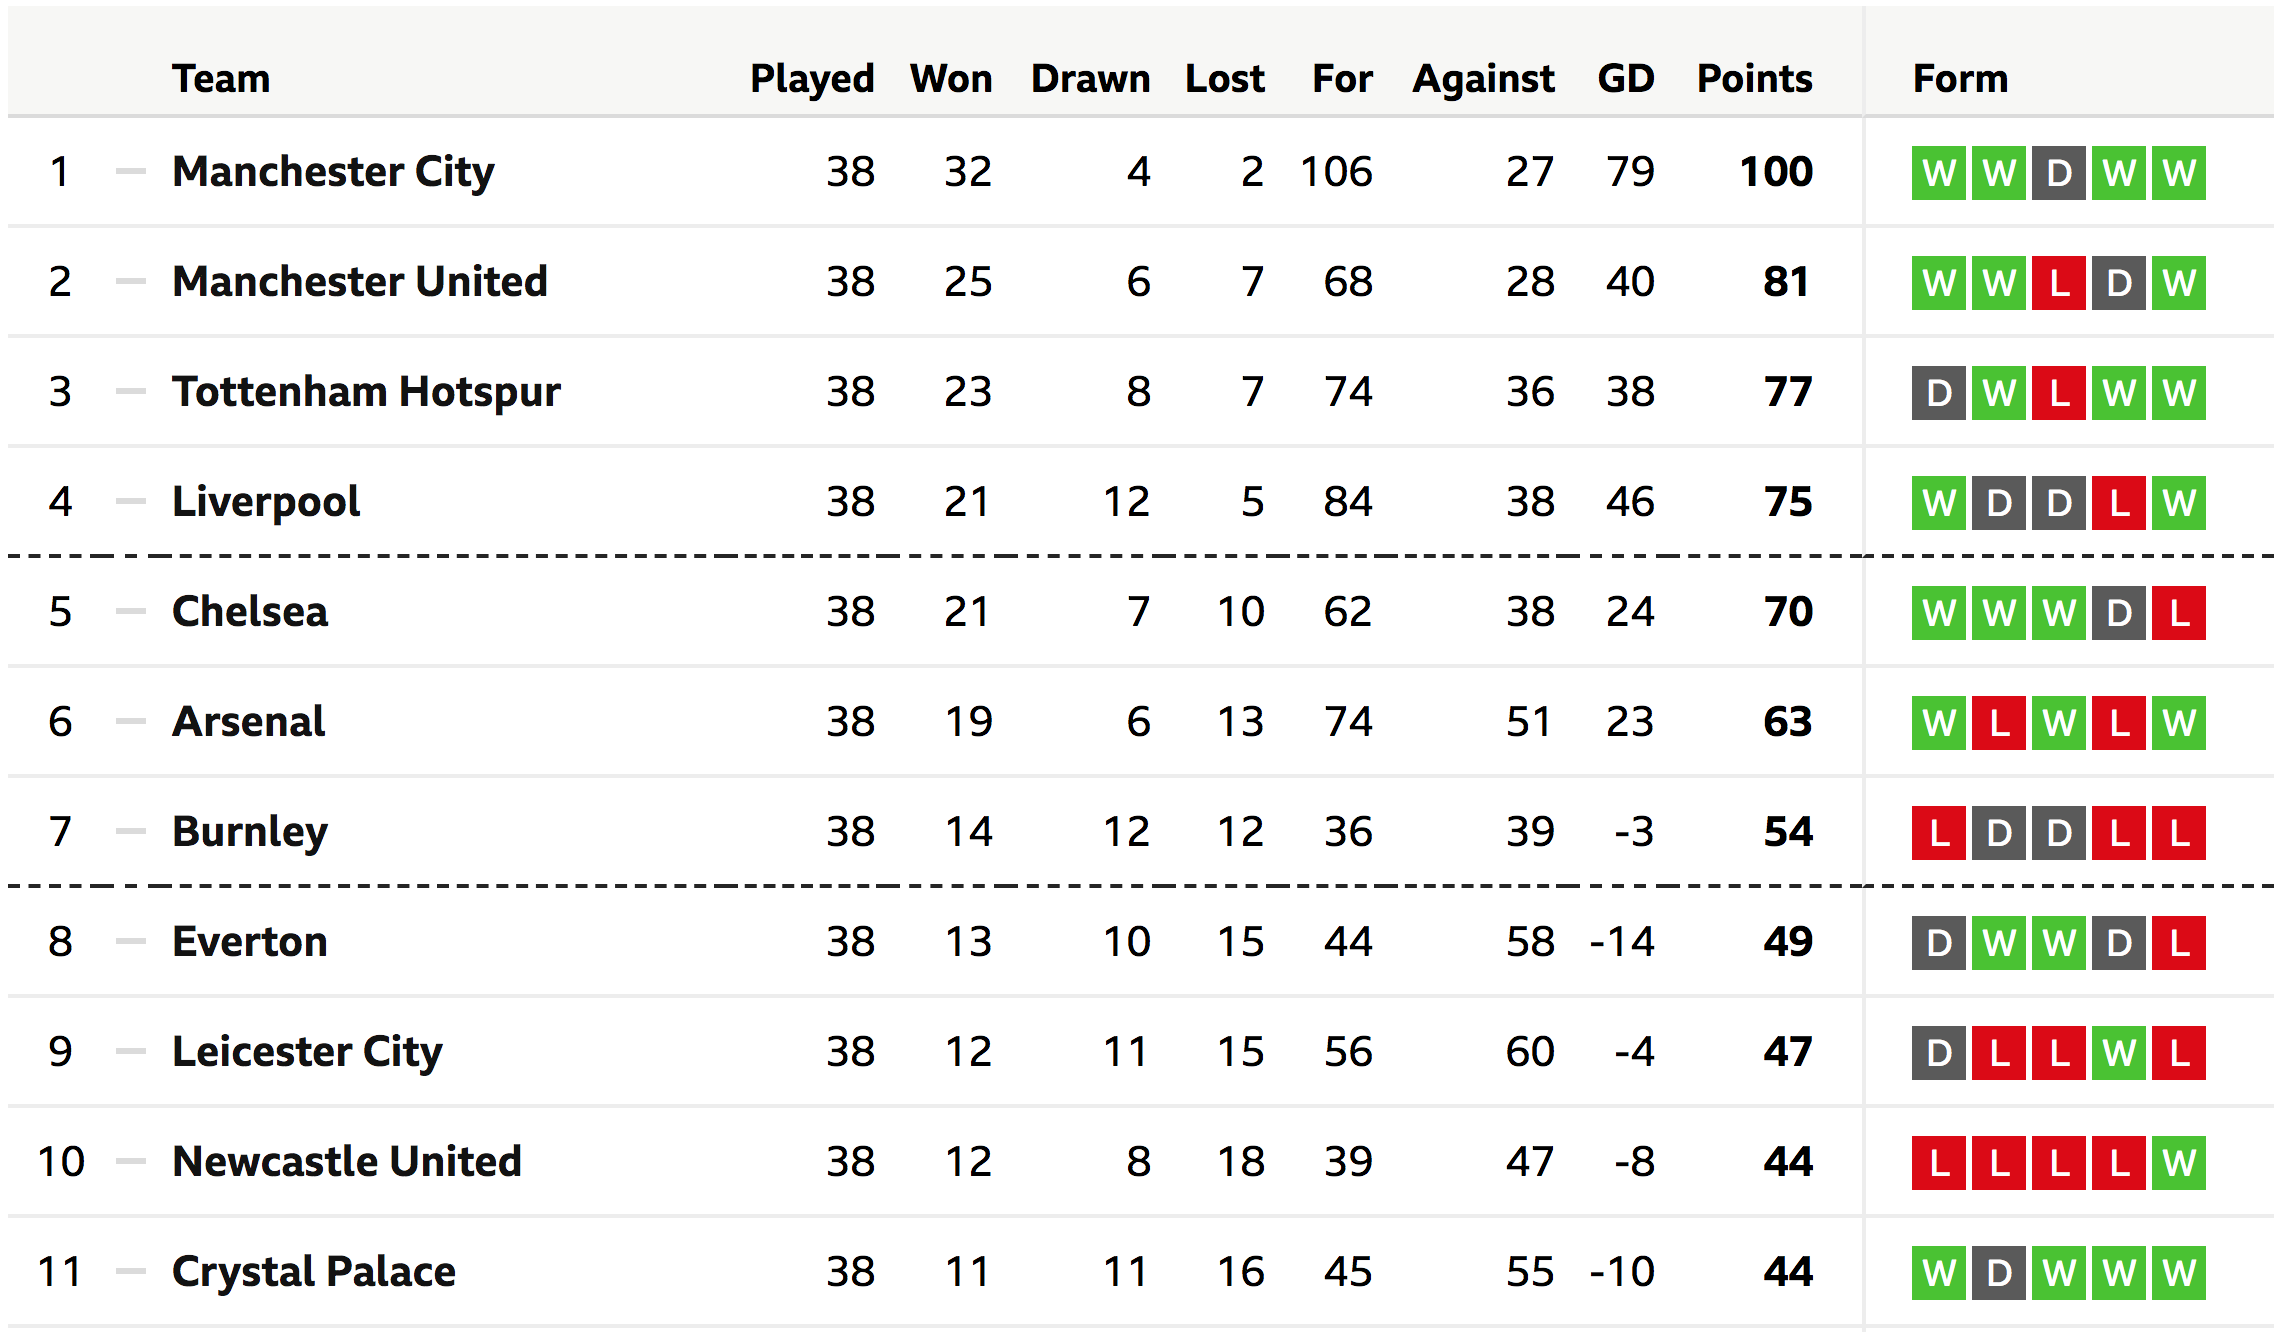 Team Played Won Drawn Lost For Against GD Points Form
1 Manchester City 38 32 4 2 106 27 79 100 W W D W W
2 Manchester United 38 25 6 7 68 28 40 81 W W L D W
3 Tottenham Hotspur 38 23 8 7 74 36 38 77 D W L W W
4 Liverpool 38 21 12 5 84 38 46 75 W D D L W
5 Chelsea 38 21 7 10 62 38 24 70 W W W D L
6 Arsenal 38 19 6 13 74 51 23 63 W L W L W
7 Burnley 38 14 12 12 36 39 -3 54 L D D L L
8 Everton 38 13 10 15 44 58 -14 49 D W W D L
9 Leicester City 38 12 11 15 56 60 -4 47 D L L W L
10 Newcastle United 38 12 8 18 39 47 -8 44 L L L L W
11 Crystal Palace 38 11 11 16 45 55 -10 44 W D W W W